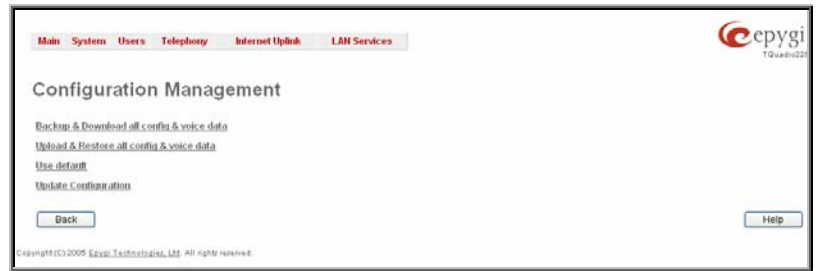 Main System Users Telephony Internet Uplink LAN Services
epygi
Configuration Management
Backup & Download all config & voice data
Upload & Restore all config & voice data
Use default
Update Configuration
Back Help
Copyright (C) 2005 Epygi Technologies, Ltd. All rights reserved.